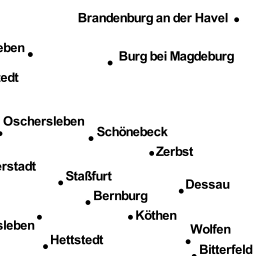 Brandenburg an der Havel
eben
Burg bei Magdeburg
edt
Oschersleben
Schönebeck
Zerbst
erstadt
Staßfurt
Dessau
Bernburg
Köthen
sleben
Wolfen
Hettstedt
Bitterfeld